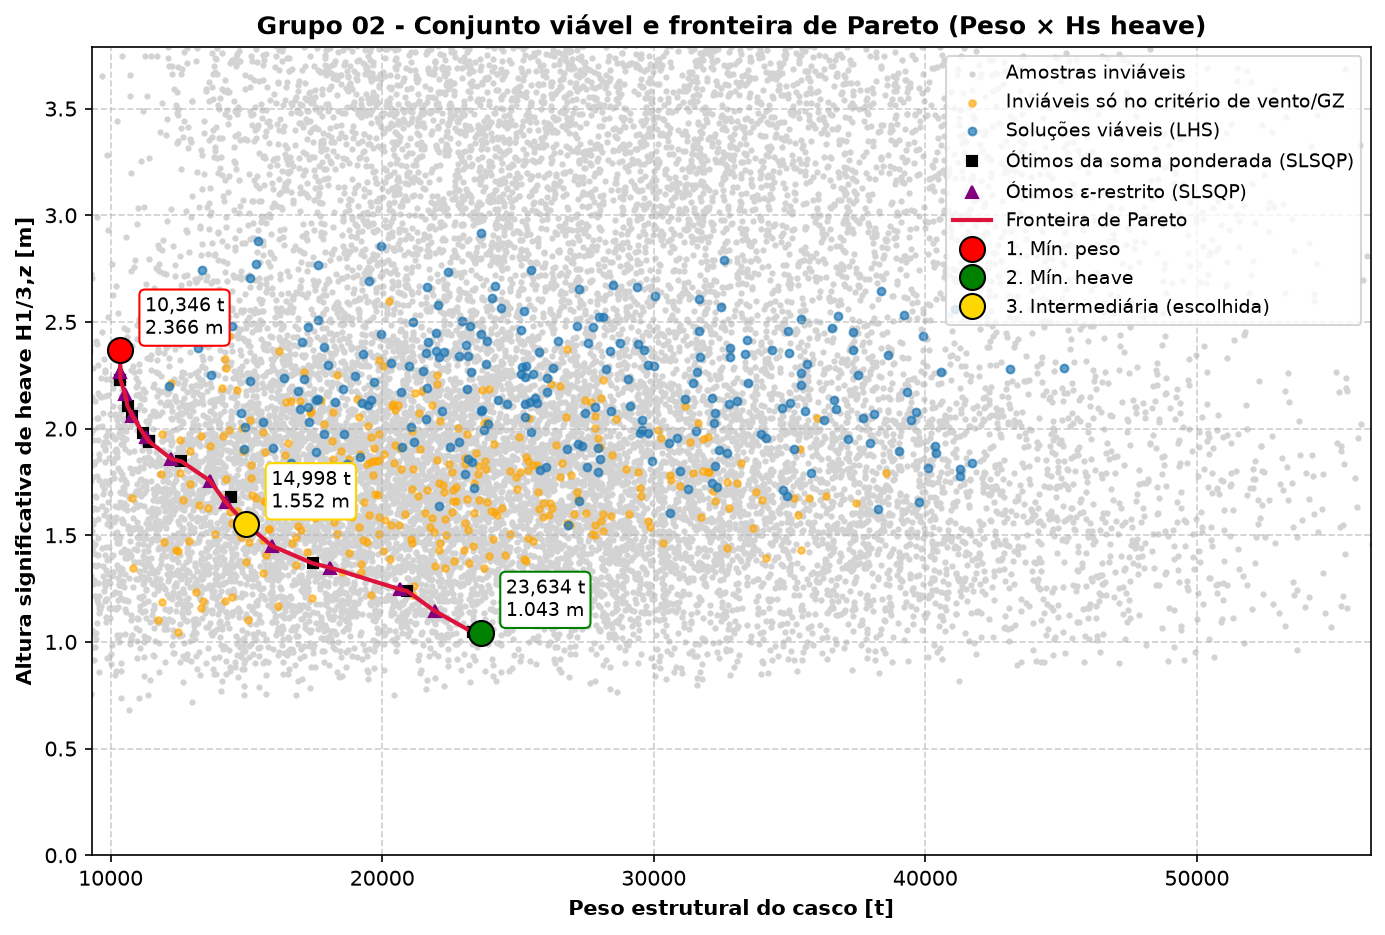 Grupo 02 - Conjunto viável e fronteira de Pareto (Peso × Hs heave)
Altura significativa de heave H1/3,z [m]
3.5
3.0
2.5
2.0
1.5
1.0
0.5
0.0
Amostras inviáveis
Inviáveis só no critério de vento/GZ
Soluções viáveis (LHS)
Ótimos da soma ponderada (SLSQP)
Ótimos ε-restrito (SLSQP)
Fronteira de Pareto
1. Mín. peso
2. Mín. heave
3. Intermediária (escolhida)
10,346 t
2.366 m
14,998 t
1.552 m
23,634 t
1.043 m
10000
20000
30000
40000
50000
Peso estrutural do casco [t]